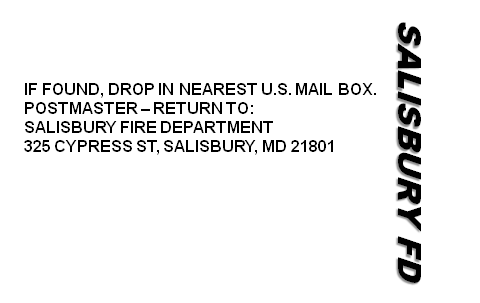 IF FOUND, DROP IN NEAREST U.S. MAIL BOX.
POSTMASTER – RETURN TO:
SALISBURY FIRE DEPARTMENT
325 CYPRESS ST, SALISBURY, MD 21801
SALISBURY FD